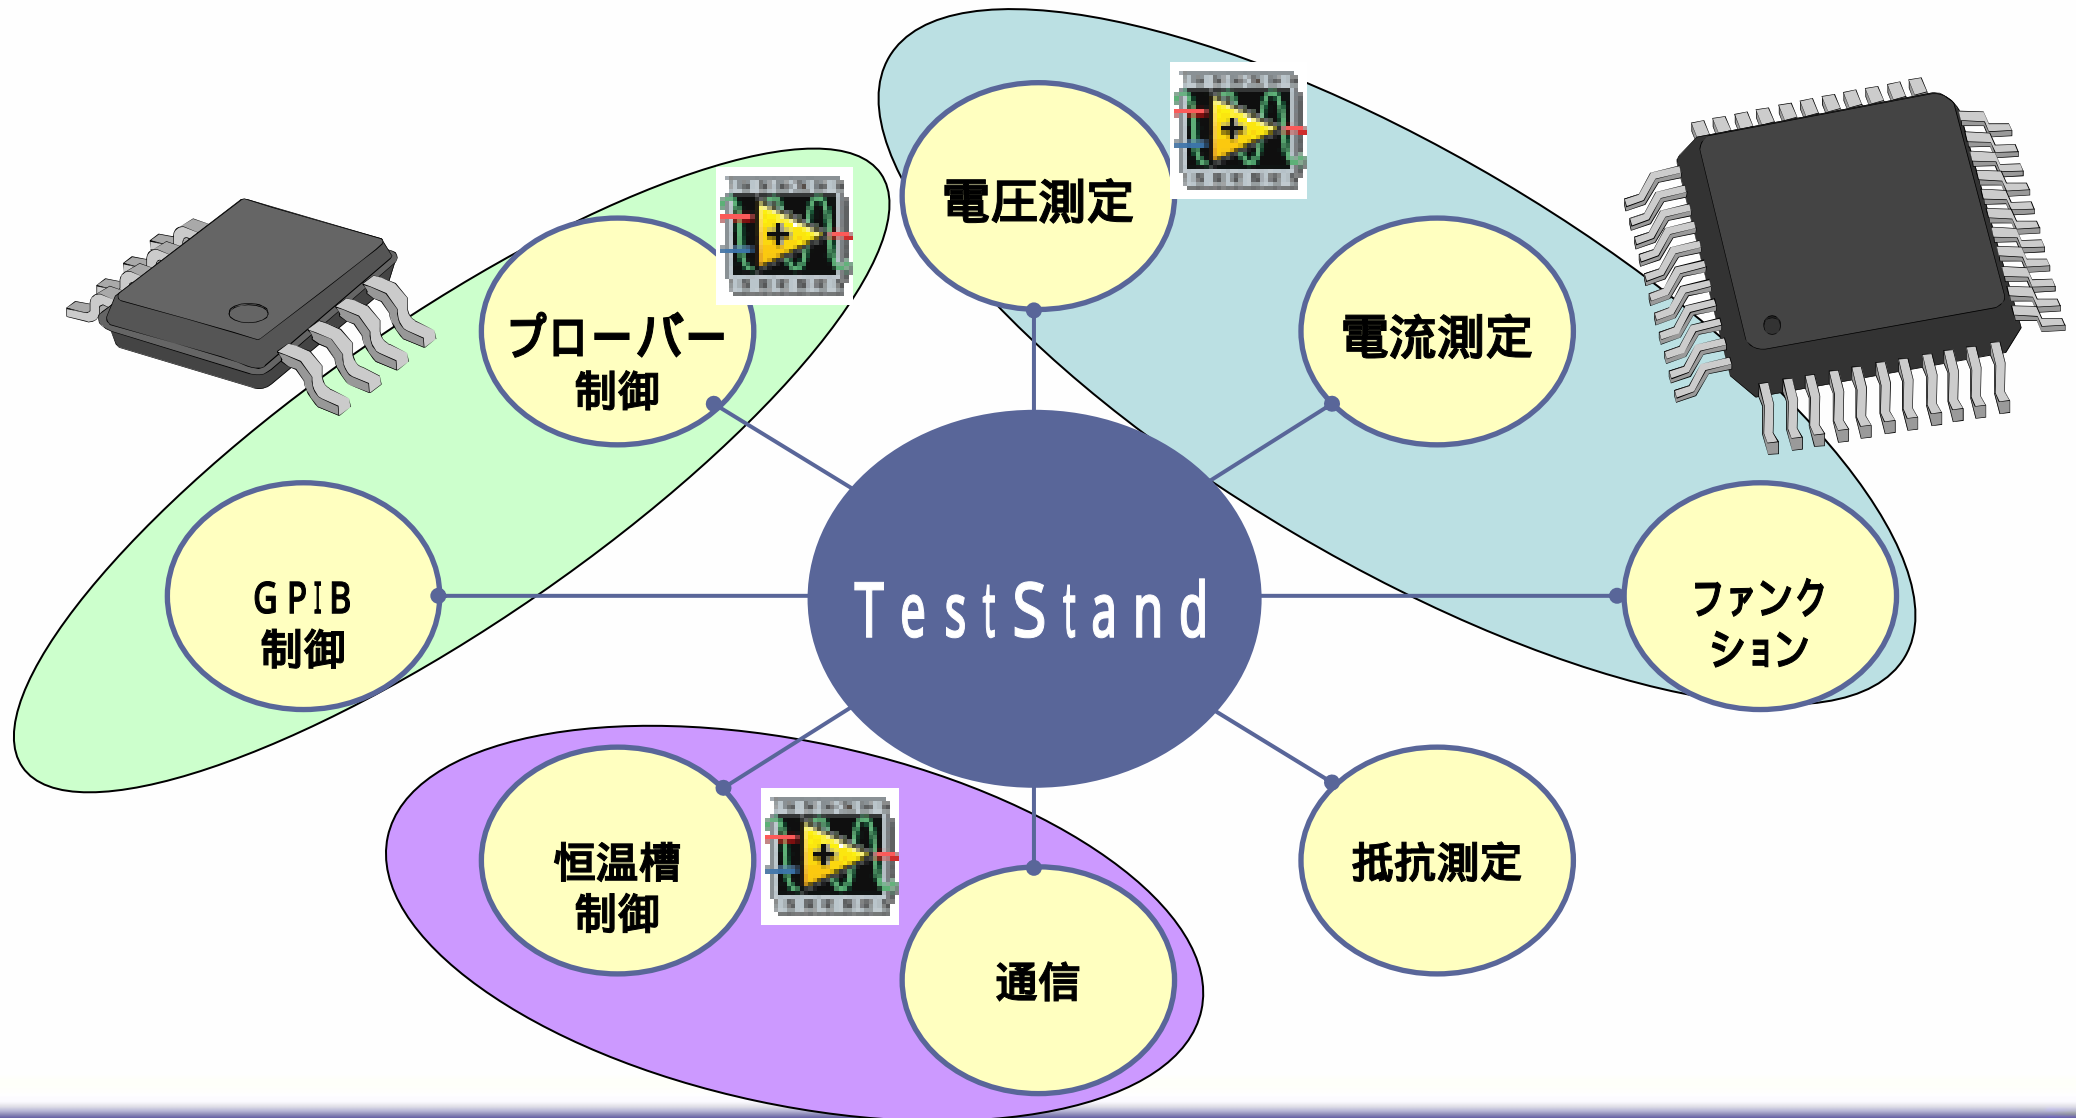 電圧測定
プローバー
制御
電流測定
GPIB
制御
TestStand
ファンク
ション
恒温槽
制御
抵抗測定
通信